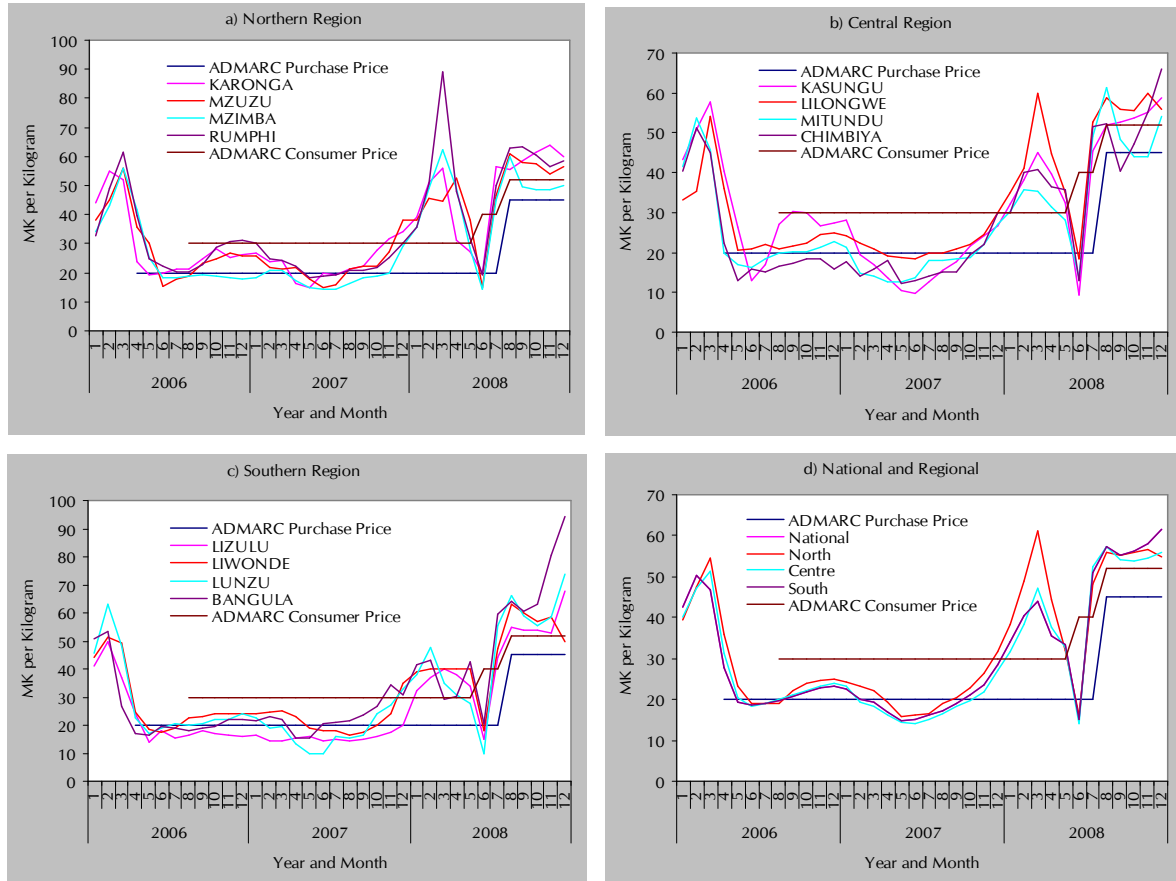 a) Northern Region
MK per Kilogram
100
90
80
70
60
50
40
30
20
10
0
ADMARC Purchase Price
KARONGA
MZUZU
MZIMBA
RUMPHI
ADMARC Consumer Price
1 2 3 4 5 6 7 8 9 10 11 12 1 2 3 4 5 6 7 8 9 10 11 12 1 2 3 4 5 6 7 8 9 10 11 12
2006 2007 2008
Year and Month
b) Central Region
MK per Kilogram
70
60
50
40
30
20
10
0
ADMARC Purchase Price
KASUNGU
LILONGWE
MITUNDU
CHIMBIYA
ADMARC Consumer Price
1 2 3 4 5 6 7 8 9 10 11 12 1 2 3 4 5 6 7 8 9 10 11 12 1 2 3 4 5 6 7 8 9 10 11 12
2006 2007 2008
Year and Month
c) Southern Region
MK per Kilogram
100
90
80
70
60
50
40
30
20
10
0
ADMARC Purchase Price
LIZULU
LIWONDE
LUNZU
BANGULA
ADMARC Consumer Price
1 2 3 4 5 6 7 8 9 10 11 12 1 2 3 4 5 6 7 8 9 10 11 12 1 2 3 4 5 6 7 8 9 10 11 12
2006 2007 2008
Year and Month
d) National and Regional
MK per Kilogram
70
60
50
40
30
20
10
0
ADMARC Purchase Price
National
North
Centre
South
ADMARC Consumer Price
1 2 3 4 5 6 7 8 9 10 11 12 1 2 3 4 5 6 7 8 9 10 11 12 1 2 3 4 5 6 7 8 9 10 11 12
2006 2007 2008
Year and Month